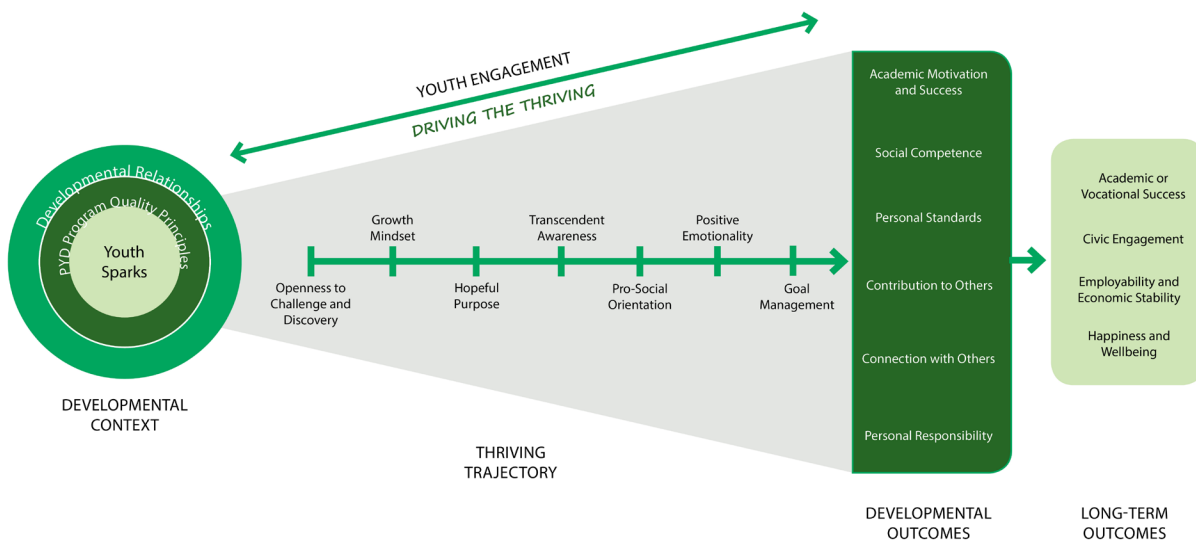 YOUTH ENGAGEMENT
DRIVING THE THRIVING
Developmental Relationships
PYD Program Quality Principles
Youth
Sparks
DEVELOPMENTAL
CONTEXT
Growth
Mindset
Transcendent
Awareness
Positive
Emotionality
Openness to
Challenge and
Discovery
Hopeful
Purpose
Pro-Social
Orientation
Goal
Management
THRIVING
TRAJECTORY
Academic Motivation
and Success
Social Competence
Personal Standards
Contribution to Others
Connection with Others
Personal Responsibility
DEVELOPMENTAL
OUTCOMES
Academic or
Vocational Success
Civic Engagement
Employability and
Economic Stability
Happiness and
Wellbeing
LONG-TERM
OUTCOMES